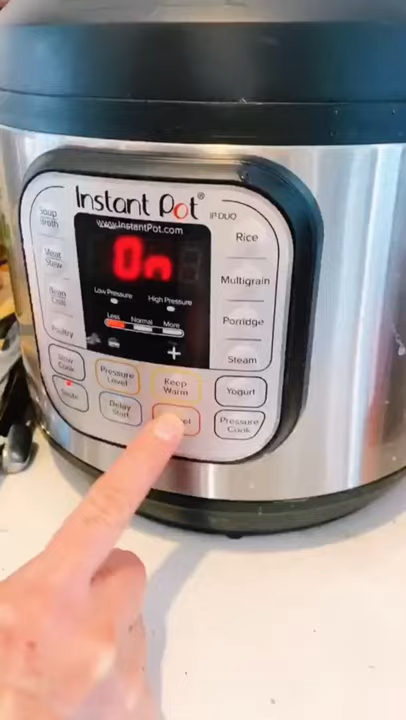 Instant Pot®
IP-DUO
www.InstantPot.com
Soup
Broth
Rice
On
Meat
Stew
Multigrain
Low Pressure
High Pressure
Bean
Chili
Less
Normal
More
Porridge
Poultry
Steam
Slow
Cook
Pressure
Level
Keep
Warm
Yogurt
Delay
Start
Pressure
Cook